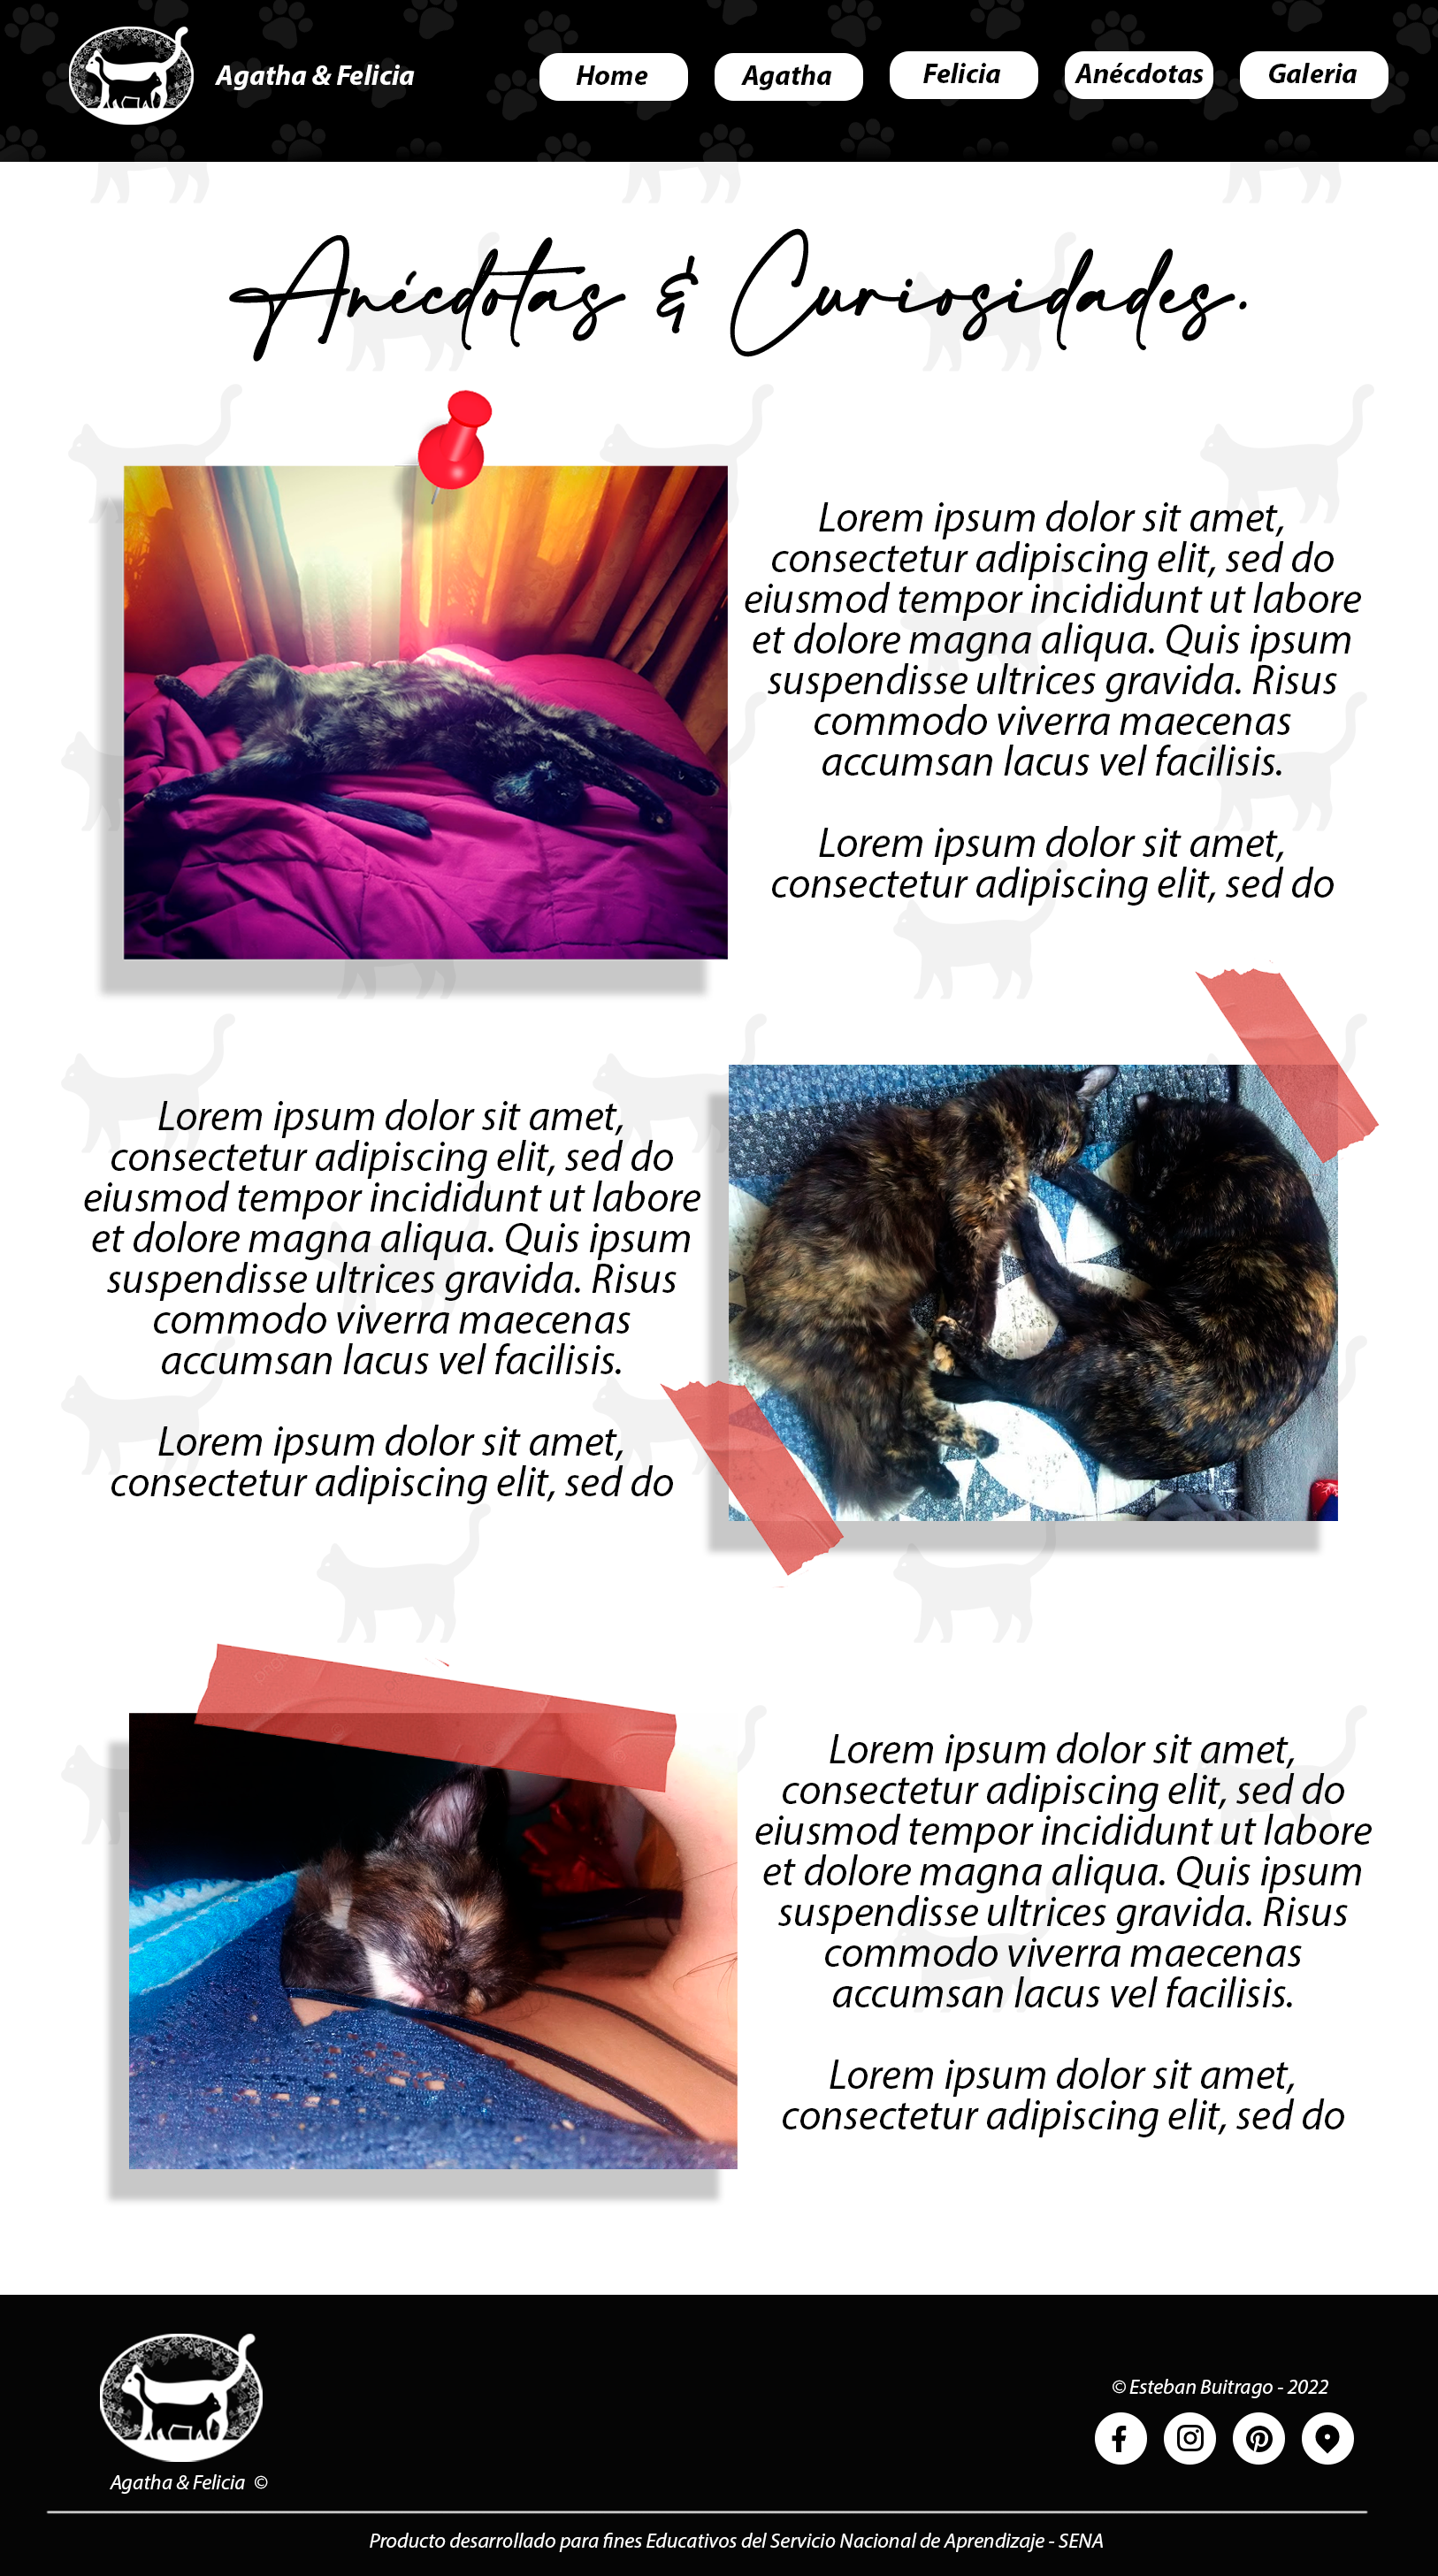 Agatha & Felicia
Home
Agatha
Felicia
Anécdotas
Galeria
Anécdotas & Curiosidades.
Lorem ipsum dolor sit amet,
consectetur adipiscing elit, sed do
eiusmod tempor incididunt ut labore
et dolore magna aliqua. Quis ipsum
suspendisse ultrices gravida. Risus
commodo viverra maecenas
accumsan lacus vel facilisis.
Lorem ipsum dolor sit amet,
consectetur adipiscing elit, sed do
Lorem ipsum dolor sit amet,
consectetur adipiscing elit, sed do
eiusmod tempor incididunt ut labore
et dolore magna aliqua. Quis ipsum
suspendisse ultrices gravida. Risus
commodo viverra maecenas
accumsan lacus vel facilisis.
Lorem ipsum dolor sit amet,
consectetur adipiscing elit, sed do
Lorem ipsum dolor sit amet,
consectetur adipiscing elit, sed do
eiusmod tempor incididunt ut labore
et dolore magna aliqua. Quis ipsum
suspendisse ultrices gravida. Risus
commodo viverra maecenas
accumsan lacus vel facilisis.
Lorem ipsum dolor sit amet,
consectetur adipiscing elit, sed do
© Esteban Buitrago - 2022
Agatha & Felicia ©
Producto desarrollado para fines Educativos del Servicio Nacional de Aprendizaje - SENA